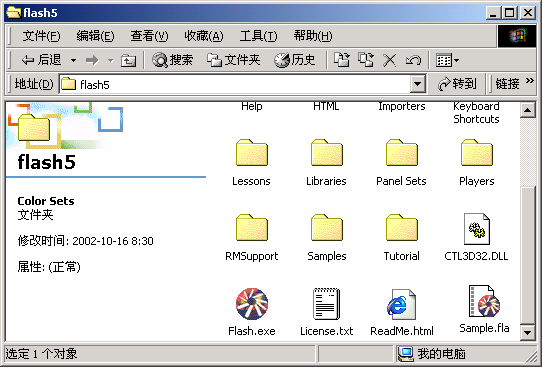 flash5
文件(F) 编辑(E) 查看(V) 收藏(A) 工具(T) 帮助(H)
后退 搜索 文件夹 历史
地址(D) flash5 转到 链接 »
flash5
Color Sets
文件夹
修改时间: 2002-10-16 8:30
属性: (正常)
Help HTML Importers Keyboard Shortcuts
Lessons Libraries Panel Sets Players
RMSupport Samples Tutorial CTL3D32.DLL
Flash.exe License.txt ReadMe.html Sample.fla
选定 1 个对象 我的电脑